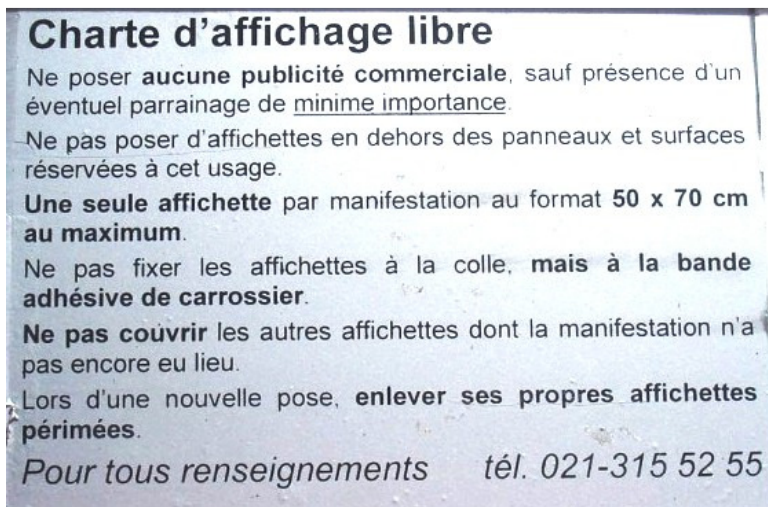 Charte d'affichage libre
Ne poser aucune publicité commerciale, sauf présence d'un
éventuel parrainage de minime importance.
Ne pas poser d'affichettes en dehors des panneaux et surfaces
réservées à cet usage.
Une seule affichette par manifestation au format 50 x 70 cm
au maximum.
Ne pas fixer les affichettes à la colle, mais à la bande
adhésive de carrossier.
Ne pas couvrir les autres affichettes dont la manifestation n'a
pas encore eu lieu.
Lors d'une nouvelle pose, enlever ses propres affichettes
périmées.
Pour tous renseignements tél. 021-315 52 55